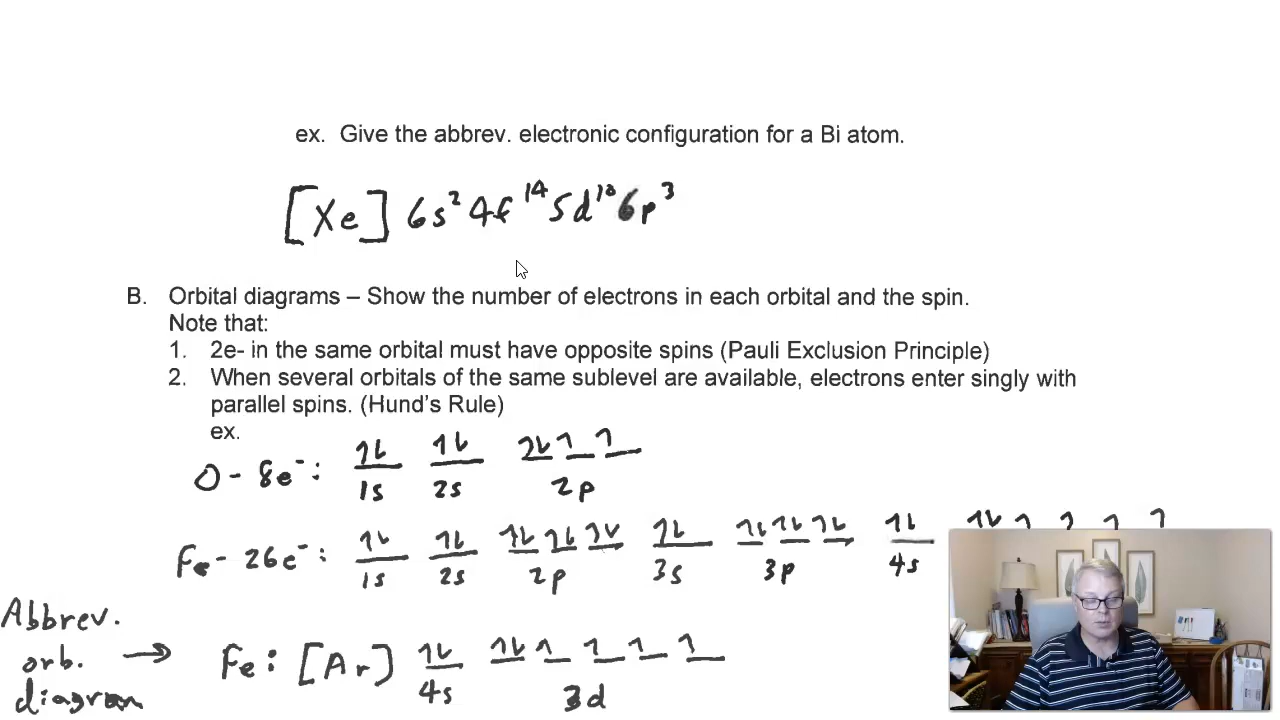 ex. Give the abbrev. electronic configuration for a Bi atom.
[Xe] 6s² 4f¹⁴ 5d¹⁰ 6p³
B. Orbital diagrams – Show the number of electrons in each orbital and the spin.
Note that:
1. 2e- in the same orbital must have opposite spins (Pauli Exclusion Principle)
2. When several orbitals of the same sublevel are available, electrons enter singly with
parallel spins. (Hund's Rule)
ex.
O - 8e⁻: ↿⇂ ↿⇂ ↿⇂ ↿ ↿
1s 2s 2p
Fe - 26e⁻: ↿⇂ ↿⇂ ↿⇂ ↿⇂ ↿⇂ ↿⇂ ↿⇂ ↿⇂ ↿⇂ ↿⇂ ↿⇂ ↿ ↿ ↿ ↿
1s 2s 2p 3s 3p 4s
Abbrev.
orb.
diagram → Fe: [Ar] ↿⇂ ↿⇂ ↿ ↿ ↿ ↿
4s 3d